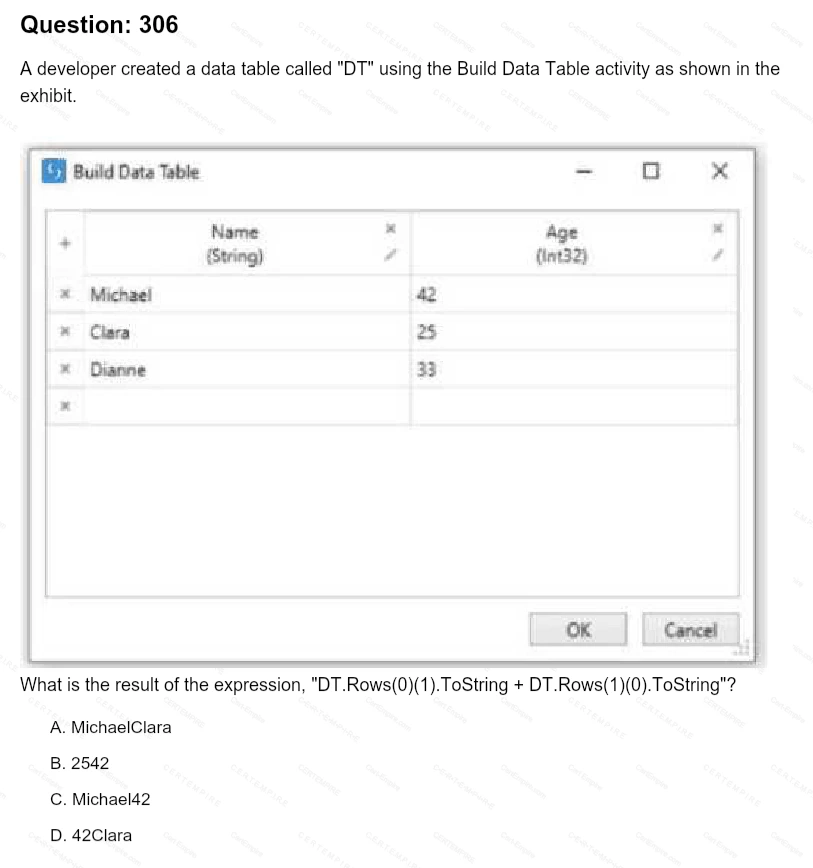 Question: 306
A developer created a data table called "DT" using the Build Data Table activity as shown in the
exhibit.
Build Data Table
Name Age
(String) (Int32)
Michael 42
Clara 25
Dianne 33
OK Cancel
What is the result of the expression, "DT.Rows(0)(1).ToString + DT.Rows(1)(0).ToString"?
A. MichaelClara
B. 2542
C. Michael42
D. 42Clara